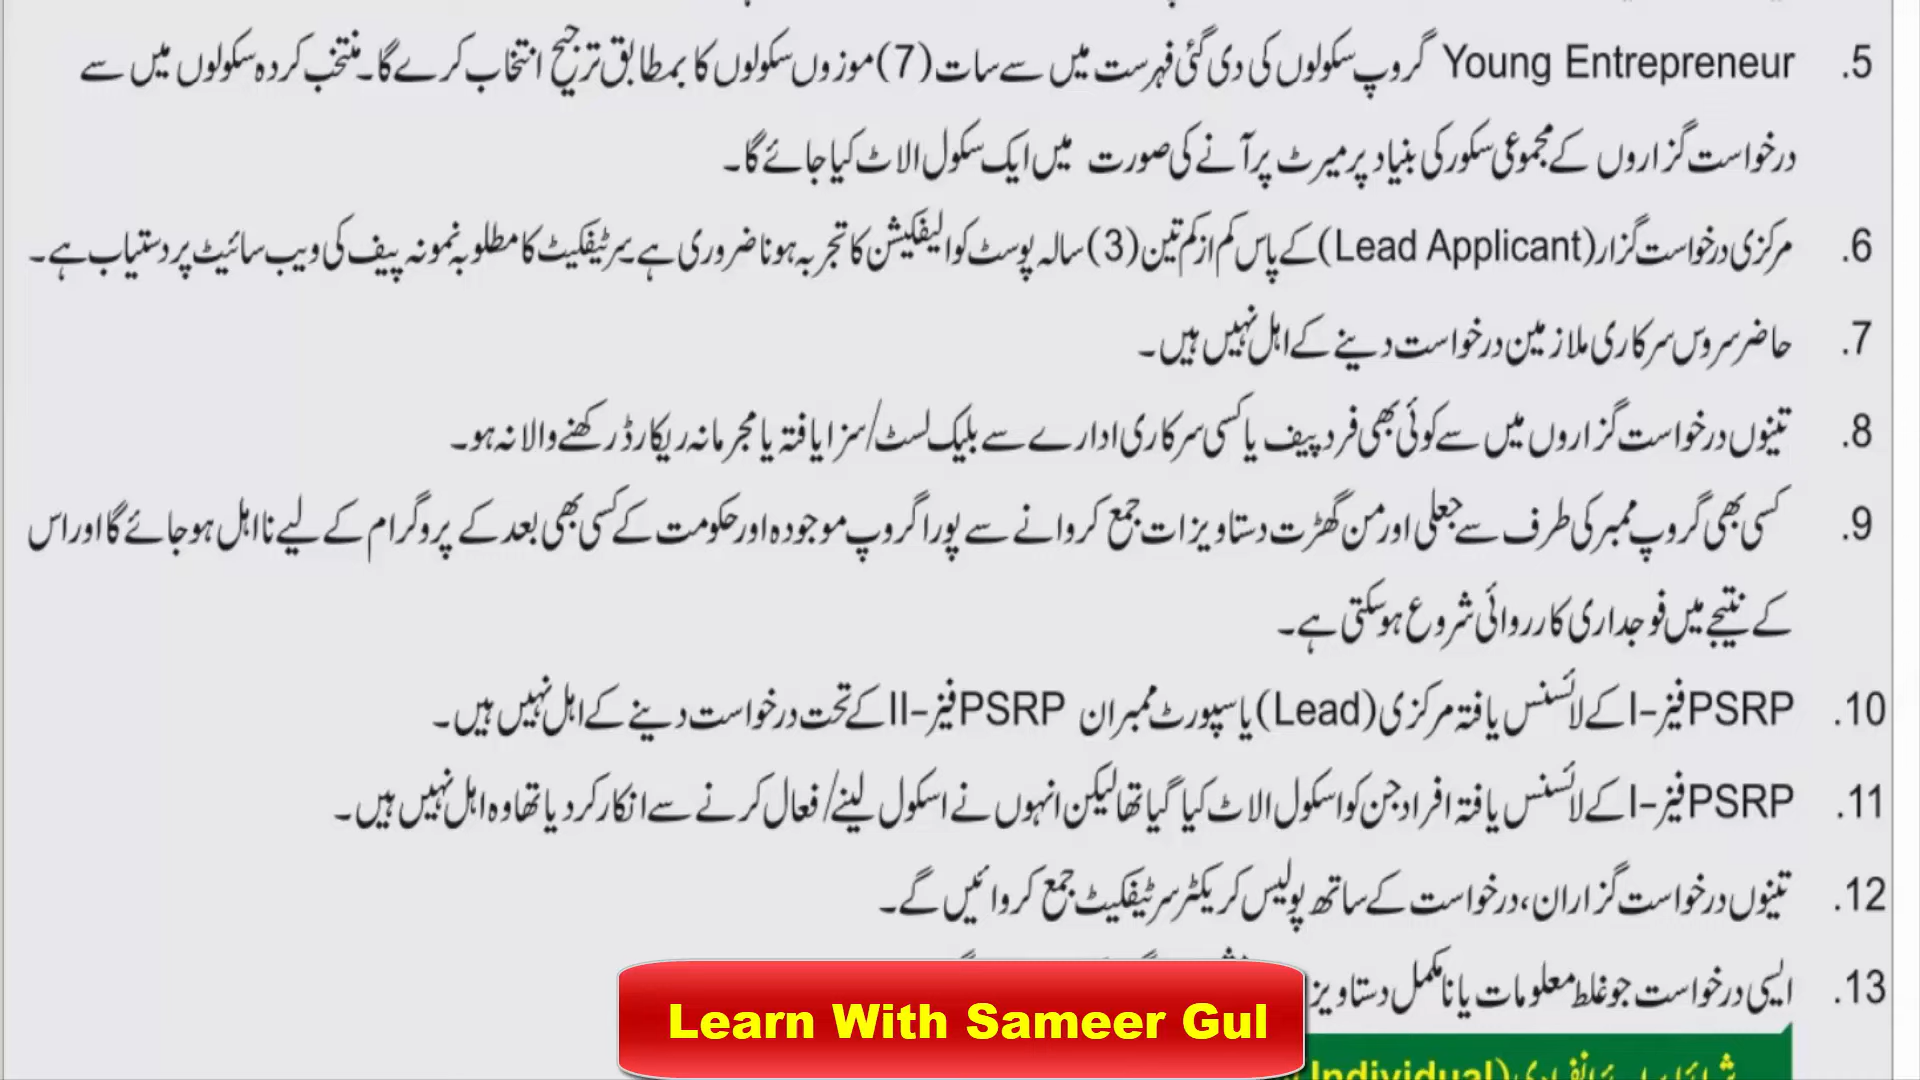 5. Young Entrepreneur گروپ سکولوں کی دی گئی فہرست میں سے سات (7) موزوں سکولوں کا بمطابق ترجیح انتخاب کرے گا۔ منتخب کردہ سکولوں میں سے
درخواست گزاروں کے مجموعی سکور کی بنیاد پر میرٹ پر آنے کی صورت میں ایک سکول الاٹ کیا جائے گا۔
6. مرکزی درخواست گزار (Lead Applicant) کے پاس کم از کم تین (3) سالہ پوسٹ کوالیفکیشن کا تجربہ ہونا ضروری ہے۔ سرٹیفکیٹ کا مطلوبہ نمونہ پیف کی ویب سائیٹ پر دستیاب ہے۔
7. حاضر سروس سرکاری ملازمین درخواست دینے کے اہل نہیں ہیں۔
8. تینوں درخواست گزاروں میں سے کوئی بھی فرد پیف یا کسی سرکاری ادارے سے بلیک لسٹ/سزا یافتہ یا مجرمانہ ریکارڈ رکھنے والا نہ ہو۔
9. کسی بھی گروپ ممبر کی طرف سے جعلی اور من گھڑت دستاویزات جمع کروانے سے پورا گروپ موجودہ اور حکومت کے کسی بھی بعد کے پروگرام کے لیے نااہل ہو جائے گا اور اس
کے نتیجے میں فوجداری کارروائی شروع ہو سکتی ہے۔
10. PSRP فیز-I کے لائسنس یافتہ مرکزی (Lead) یا سپورٹ ممبران PSRP فیز-II کے تحت درخواست دینے کے اہل نہیں ہیں۔
11. PSRP فیز-I کے لائسنس یافتہ افراد جن کو اسکول الاٹ کیا گیا تھا لیکن انہوں نے اسکول لینے/ فعال کرنے سے انکار کر دیا تھا وہ اہل نہیں ہیں۔
12. تینوں درخواست گزاران، درخواست کے ساتھ پولیس کریکٹر سرٹیفکیٹ جمع کروائیں گے۔
13. ایسی درخواست جو غلط معلومات یا نامکمل دستاویز
Learn With Sameer Gul
انفرادی (Individual)